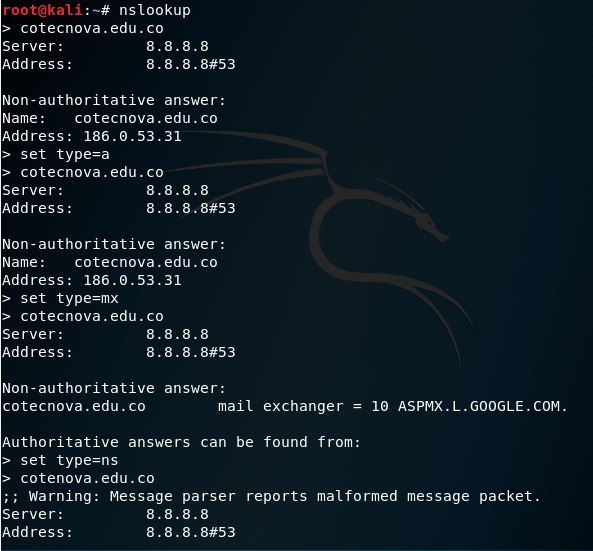 root@kali:~# nslookup
> cotecnova.edu.co
Server:         8.8.8.8
Address:        8.8.8.8#53

Non-authoritative answer:
Name:   cotecnova.edu.co
Address: 186.0.53.31
> set type=a
> cotecnova.edu.co
Server:         8.8.8.8
Address:        8.8.8.8#53

Non-authoritative answer:
Name:   cotecnova.edu.co
Address: 186.0.53.31
> set type=mx
> cotecnova.edu.co
Server:         8.8.8.8
Address:        8.8.8.8#53

Non-authoritative answer:
cotecnova.edu.co        mail exchanger = 10 ASPMX.L.GOOGLE.COM.

Authoritative answers can be found from:
> set type=ns
> cotenova.edu.co
;; Warning: Message parser reports malformed message packet.
Server:         8.8.8.8
Address:        8.8.8.8#53